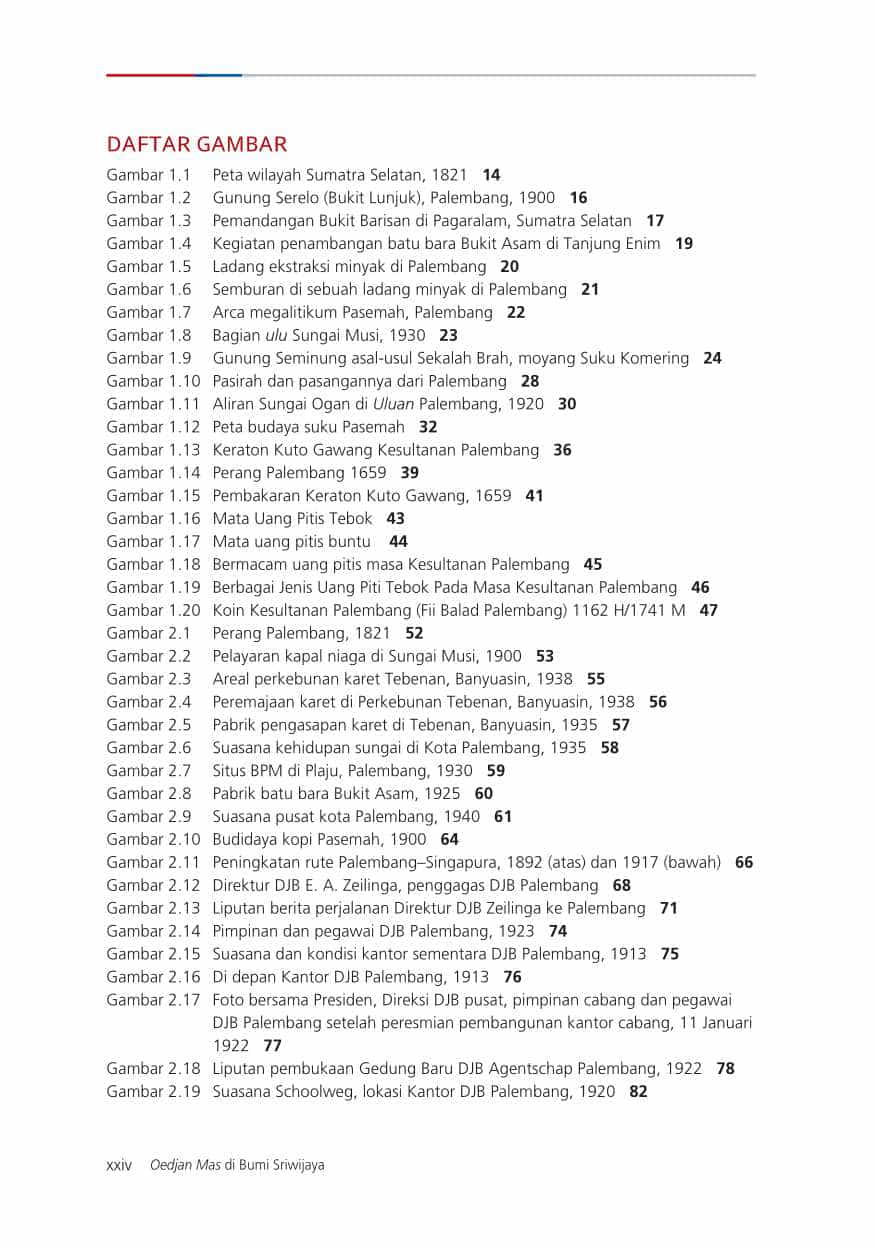 DAFTAR GAMBAR
Gambar 1.1 Peta wilayah Sumatra Selatan, 1821 14
Gambar 1.2 Gunung Serelo (Bukit Lunjuk), Palembang, 1900 16
Gambar 1.3 Pemandangan Bukit Barisan di Pagaralam, Sumatra Selatan 17
Gambar 1.4 Kegiatan penambangan batu bara Bukit Asam di Tanjung Enim 19
Gambar 1.5 Ladang ekstraksi minyak di Palembang 20
Gambar 1.6 Semburan di sebuah ladang minyak di Palembang 21
Gambar 1.7 Arca megalitikum Pasemah, Palembang 22
Gambar 1.8 Bagian ulu Sungai Musi, 1930 23
Gambar 1.9 Gunung Seminung asal-usul Sekalah Brah, moyang Suku Komering 24
Gambar 1.10 Pasirah dan pasangannya dari Palembang 28
Gambar 1.11 Aliran Sungai Ogan di Uluan Palembang, 1920 30
Gambar 1.12 Peta budaya suku Pasemah 32
Gambar 1.13 Keraton Kuto Gawang Kesultanan Palembang 36
Gambar 1.14 Perang Palembang 1659 39
Gambar 1.15 Pembakaran Keraton Kuto Gawang, 1659 41
Gambar 1.16 Mata Uang Pitis Tebok 43
Gambar 1.17 Mata uang pitis buntu 44
Gambar 1.18 Bermacam uang pitis masa Kesultanan Palembang 45
Gambar 1.19 Berbagai Jenis Uang Piti Tebok Pada Masa Kesultanan Palembang 46
Gambar 1.20 Koin Kesultanan Palembang (Fii Balad Palembang) 1162 H/1741 M 47
Gambar 2.1 Perang Palembang, 1821 52
Gambar 2.2 Pelayaran kapal niaga di Sungai Musi, 1900 53
Gambar 2.3 Areal perkebunan karet Tebenan, Banyuasin, 1938 55
Gambar 2.4 Peremajaan karet di Perkebunan Tebenan, Banyuasin, 1938 56
Gambar 2.5 Pabrik pengasapan karet di Tebenan, Banyuasin, 1935 57
Gambar 2.6 Suasana kehidupan sungai di Kota Palembang, 1935 58
Gambar 2.7 Situs BPM di Plaju, Palembang, 1930 59
Gambar 2.8 Pabrik batu bara Bukit Asam, 1925 60
Gambar 2.9 Suasana pusat kota Palembang, 1940 61
Gambar 2.10 Budidaya kopi Pasemah, 1900 64
Gambar 2.11 Peningkatan rute Palembang–Singapura, 1892 (atas) dan 1917 (bawah) 66
Gambar 2.12 Direktur DJB E. A. Zeilinga, penggagas DJB Palembang 68
Gambar 2.13 Liputan berita perjalanan Direktur DJB Zeilinga ke Palembang 71
Gambar 2.14 Pimpinan dan pegawai DJB Palembang, 1923 74
Gambar 2.15 Suasana dan kondisi kantor sementara DJB Palembang, 1913 75
Gambar 2.16 Di depan Kantor DJB Palembang, 1913 76
Gambar 2.17 Foto bersama Presiden, Direksi DJB pusat, pimpinan cabang dan pegawai
DJB Palembang setelah peresmian pembangunan kantor cabang, 11 Januari
1922 77
Gambar 2.18 Liputan pembukaan Gedung Baru DJB Agentschap Palembang, 1922 78
Gambar 2.19 Suasana Schoolweg, lokasi Kantor DJB Palembang, 1920 82
xxiv Oedjan Mas di Bumi Sriwijaya